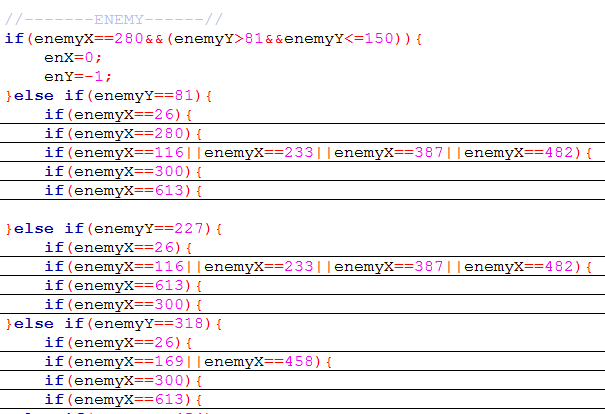 //-------ENEMY------//
if(enemyX==280&&(enemyY>81&&enemyY<=150)){
enX=0;
enY=-1;
}else if(enemyY==81){
if(enemyX==26){
if(enemyX==280){
if(enemyX==116||enemyX==233||enemyX==387||enemyX==482){
if(enemyX==300){
if(enemyX==613){
}else if(enemyY==227){
if(enemyX==26){
if(enemyX==116||enemyX==233||enemyX==387||enemyX==482){
if(enemyX==613){
if(enemyX==300){
}else if(enemyY==318){
if(enemyX==26){
if(enemyX==169||enemyX==458){
if(enemyX==300){
if(enemyX==613){